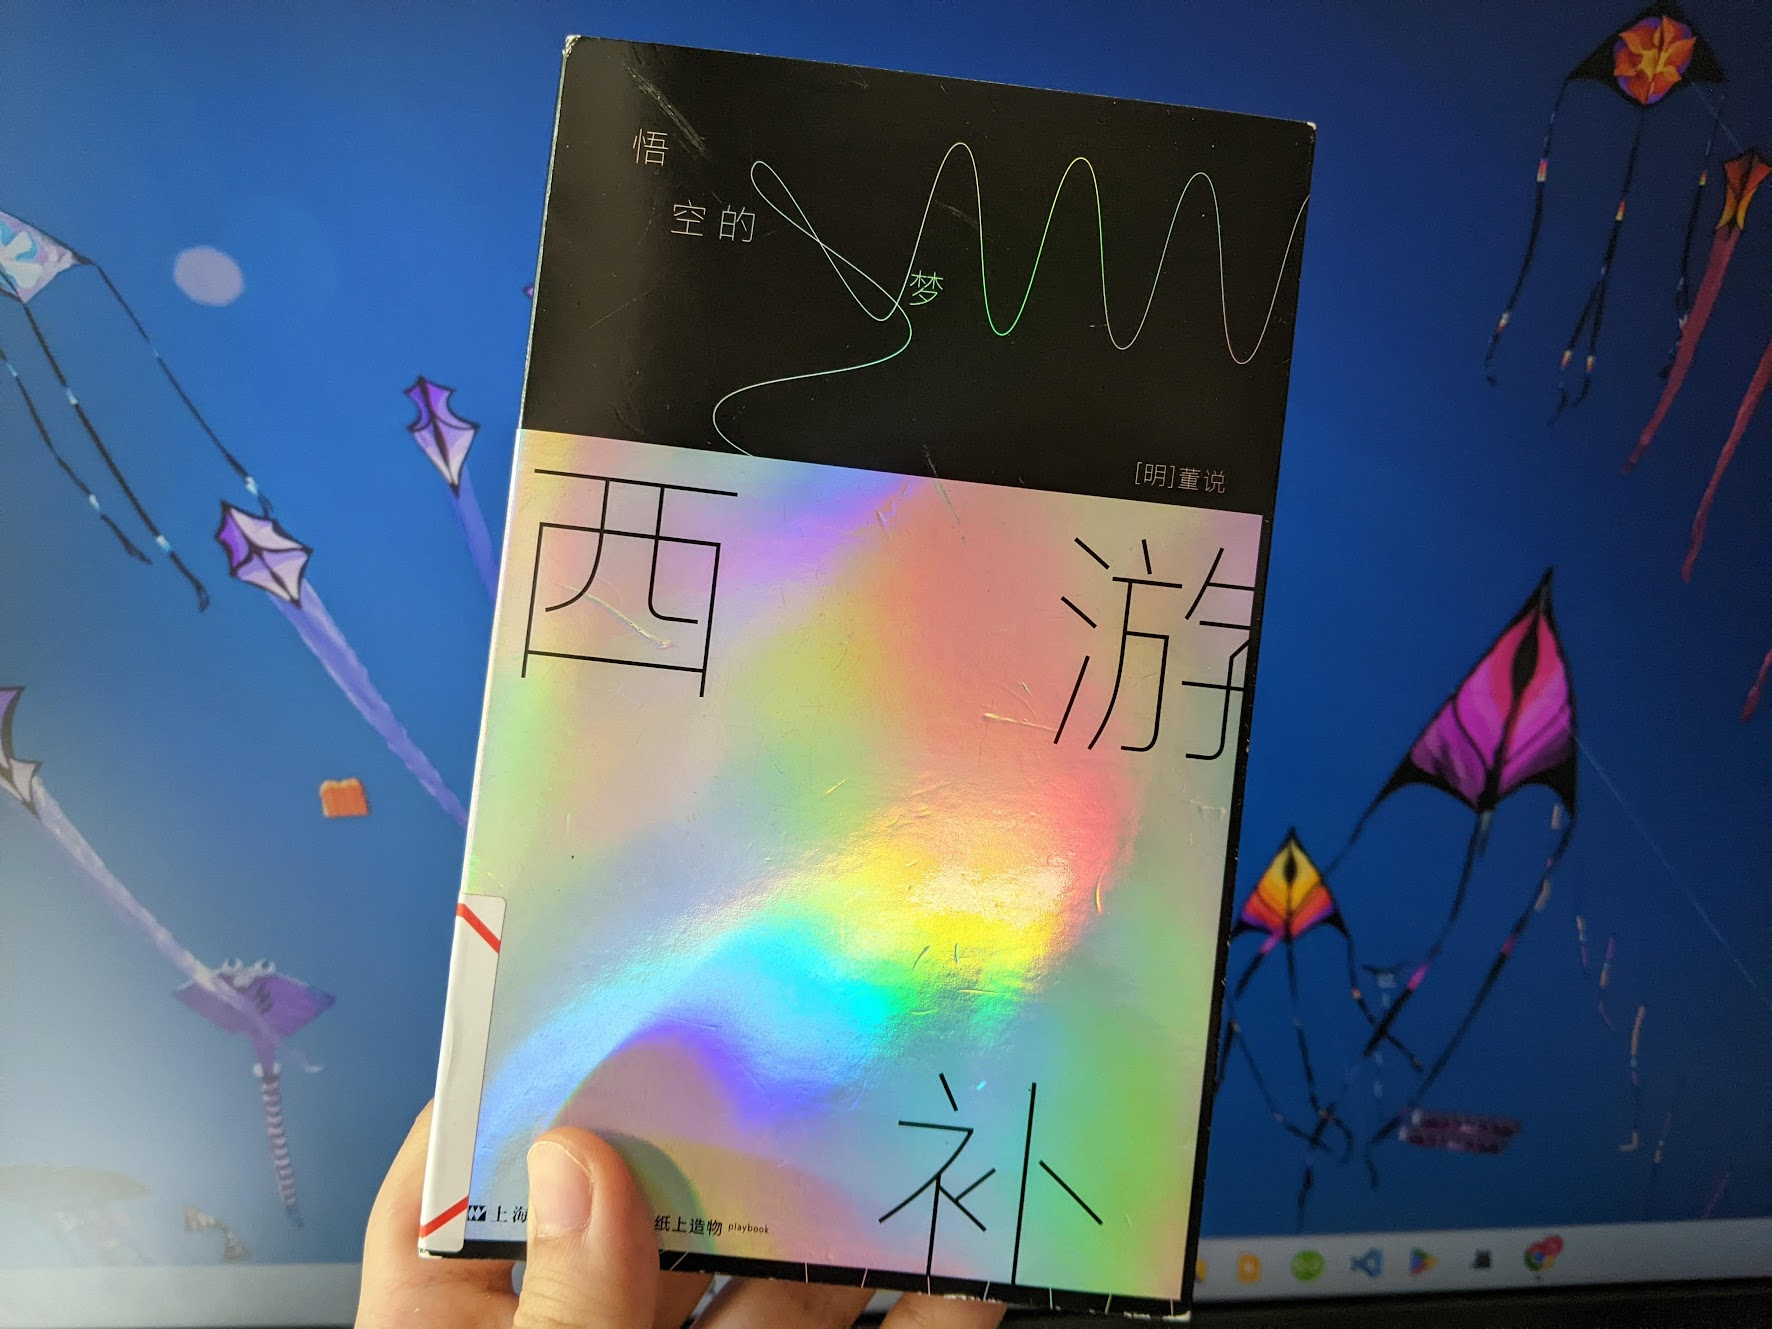 悟
空的
梦
[明]董说
西 游
补
上海
纸上造物 playbook